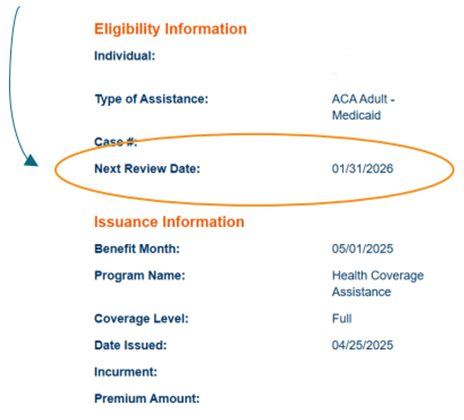 Eligibility Information
Individual:
Type of Assistance: ACA Adult -
Medicaid
Case #:
Next Review Date: 01/31/2026
Issuance Information
Benefit Month: 05/01/2025
Program Name: Health Coverage
Assistance
Coverage Level: Full
Date Issued: 04/25/2025
Incurment:
Premium Amount: